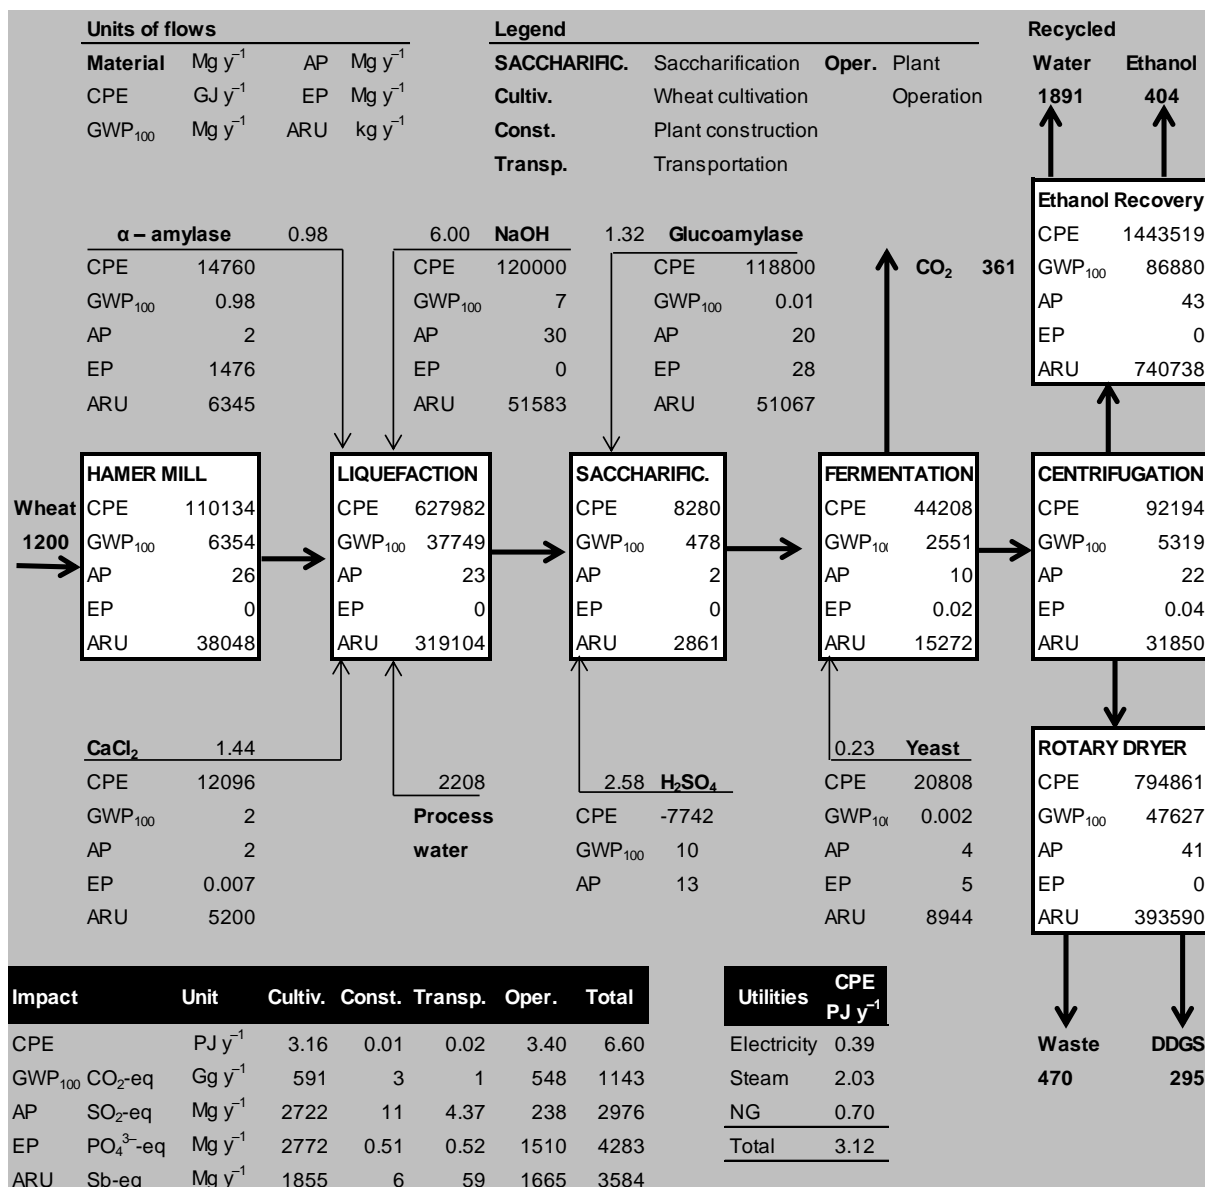 Units of flows
Material Mg y⁻¹ AP Mg y⁻¹
CPE GJ y⁻¹ EP Mg y⁻¹
GWP₁₀₀ Mg y⁻¹ ARU kg y⁻¹
Legend
SACCHARIFIC. Saccharification Oper. Plant
Cultiv. Wheat cultivation Operation
Const. Plant construction
Transp. Transportation
Recycled
Water Ethanol
1891 404
Ethanol Recovery
CPE 1443519
GWP₁₀₀ 86880
AP 43
EP 0
ARU 740738
α – amylase 0.98
CPE 14760
GWP₁₀₀ 0.98
AP 2
EP 1476
ARU 6345
6.00 NaOH
CPE 120000
GWP₁₀₀ 7
AP 30
EP 0
ARU 51583
1.32 Glucoamylase
CPE 118800
GWP₁₀₀ 0.01
AP 20
EP 28
ARU 51067
CO₂ 361
Wheat
1200
HAMER MILL
CPE 110134
GWP₁₀₀ 6354
AP 26
EP 0
ARU 38048
LIQUEFACTION
CPE 627982
GWP₁₀₀ 37749
AP 23
EP 0
ARU 319104
SACCHARIFIC.
CPE 8280
GWP₁₀₀ 478
AP 2
EP 0
ARU 2861
FERMENTATION
CPE 44208
GWP₁₀ 2551
AP 10
EP 0.02
ARU 15272
CENTRIFUGATION
CPE 92194
GWP₁₀₀ 5319
AP 22
EP 0.04
ARU 31850
CaCl₂ 1.44
CPE 12096
GWP₁₀₀ 2
AP 2
EP 0.007
ARU 5200
2208
Process
water
2.58 H₂SO₄
CPE -7742
GWP₁₀₀ 10
AP 13
0.23 Yeast
CPE 20808
GWP₁₀ 0.002
AP 4
EP 5
ARU 8944
ROTARY DRYER
CPE 794861
GWP₁₀₀ 47627
AP 41
EP 0
ARU 393590
Waste DDGS
470 295
Impact Unit Cultiv. Const. Transp. Oper. Total
CPE PJ y⁻¹ 3.16 0.01 0.02 3.40 6.60
GWP₁₀₀ CO₂-eq Gg y⁻¹ 591 3 1 548 1143
AP SO₂-eq Mg y⁻¹ 2722 11 4.37 238 2976
EP PO₄³⁻-eq Mg y⁻¹ 2772 0.51 0.52 1510 4283
ARU Sb-eq Mg y⁻¹ 1855 6 59 1665 3584
Utilities CPE
PJ y⁻¹
Electricity 0.39
Steam 2.03
NG 0.70
Total 3.12